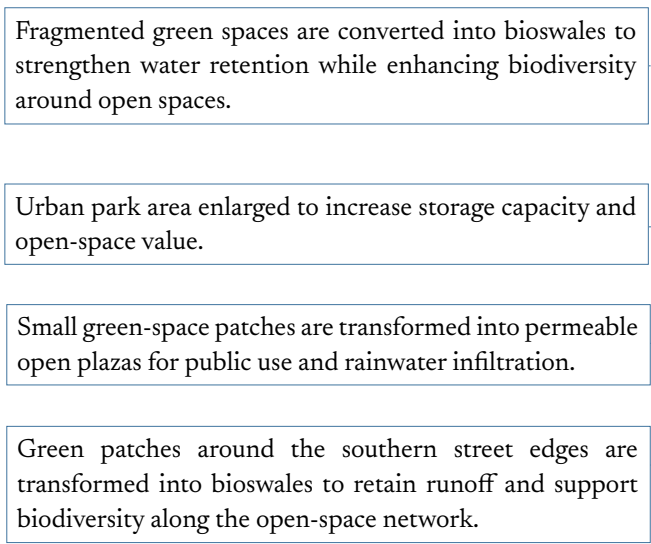 Fragmented green spaces are converted into bioswales to
strengthen water retention while enhancing biodiversity
around open spaces.
Urban park area enlarged to increase storage capacity and
open-space value.
Small green-space patches are transformed into permeable
open plazas for public use and rainwater infiltration.
Green patches around the southern street edges are
transformed into bioswales to retain runoff and support
biodiversity along the open-space network.